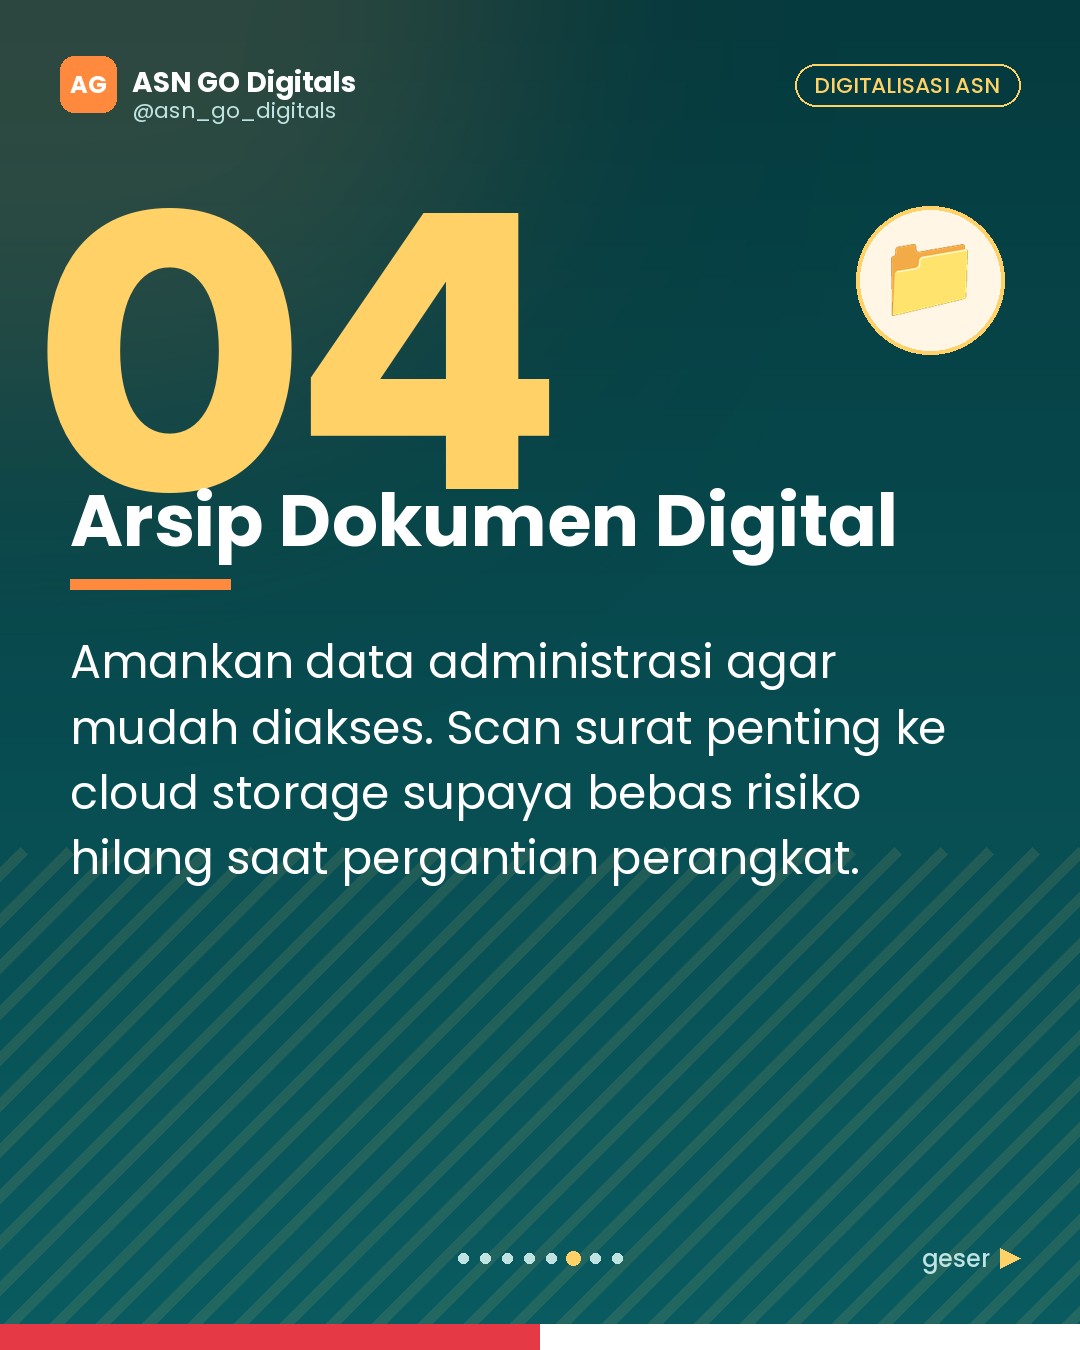 AG
ASN GO Digitals
@asn_go_digitals
DIGITALISASI ASN
04
Arsip Dokumen Digital
Amankan data administrasi agar
mudah diakses. Scan surat penting ke
cloud storage supaya bebas risiko
hilang saat pergantian perangkat.
geser